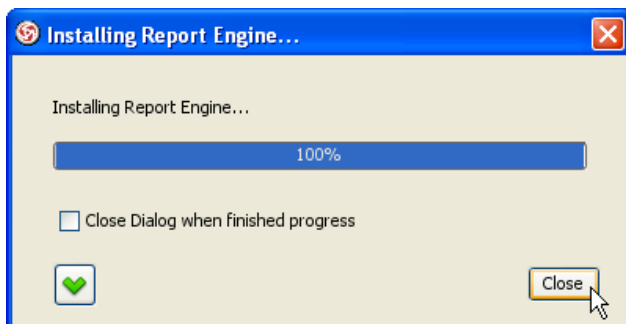 Installing Report Engine...
Installing Report Engine...
100%
Close Dialog when finished progress
Close